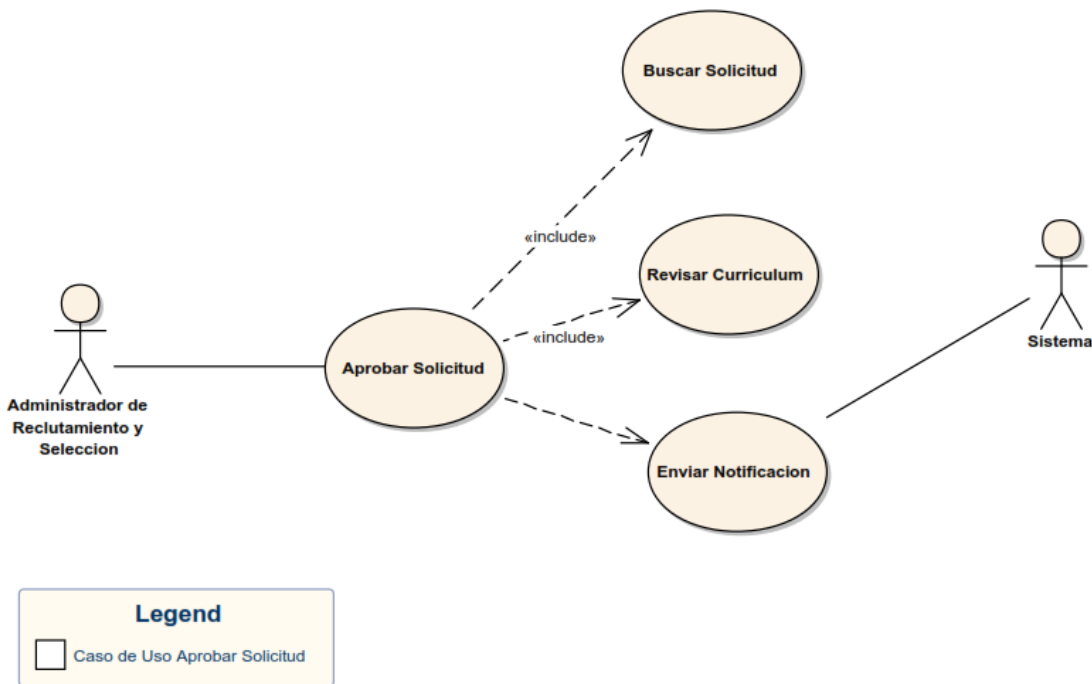 Buscar Solicitud
«include»
Revisar Curriculum
«include»
Sistema
Aprobar Solicitud
Administrador de
Reclutamiento y
Seleccion
Enviar Notificacion
Legend
Caso de Uso Aprobar Solicitud